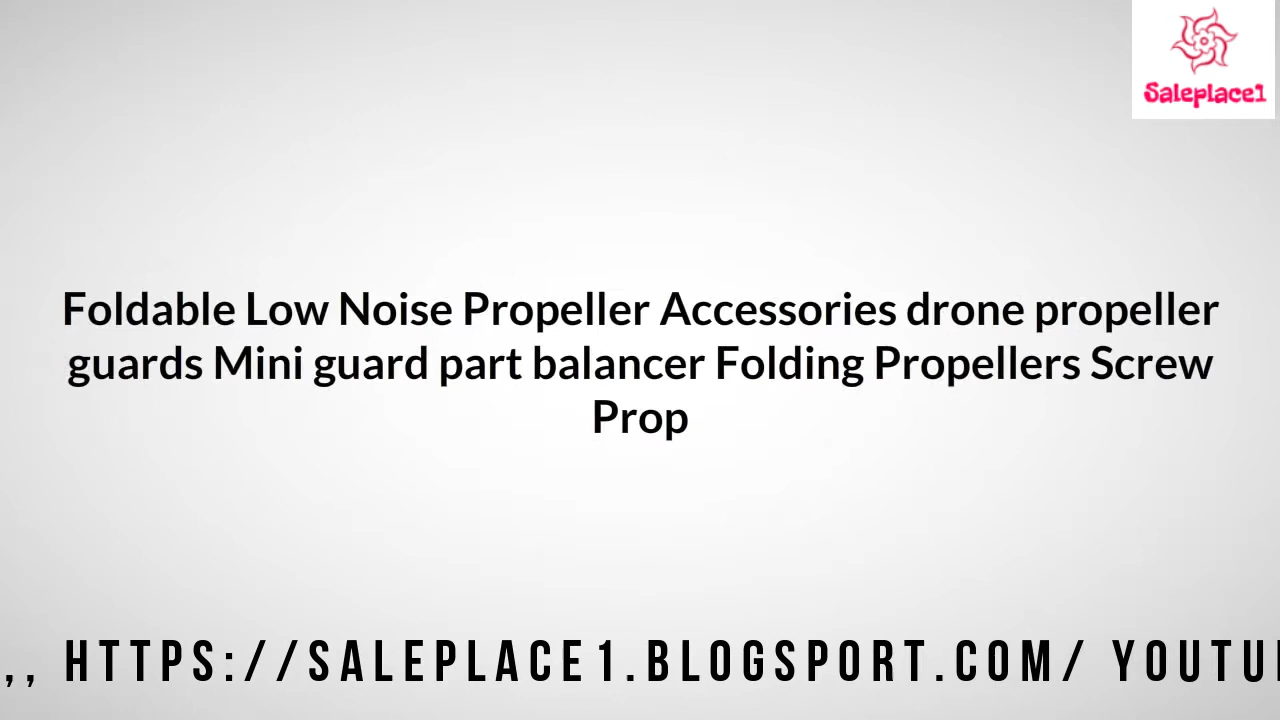 Saleplace1
Foldable Low Noise Propeller Accessories drone propeller
guards Mini guard part balancer Folding Propellers Screw
Prop
,, HTTPS://SALEPLACE1.BLOGSPORT.COM/